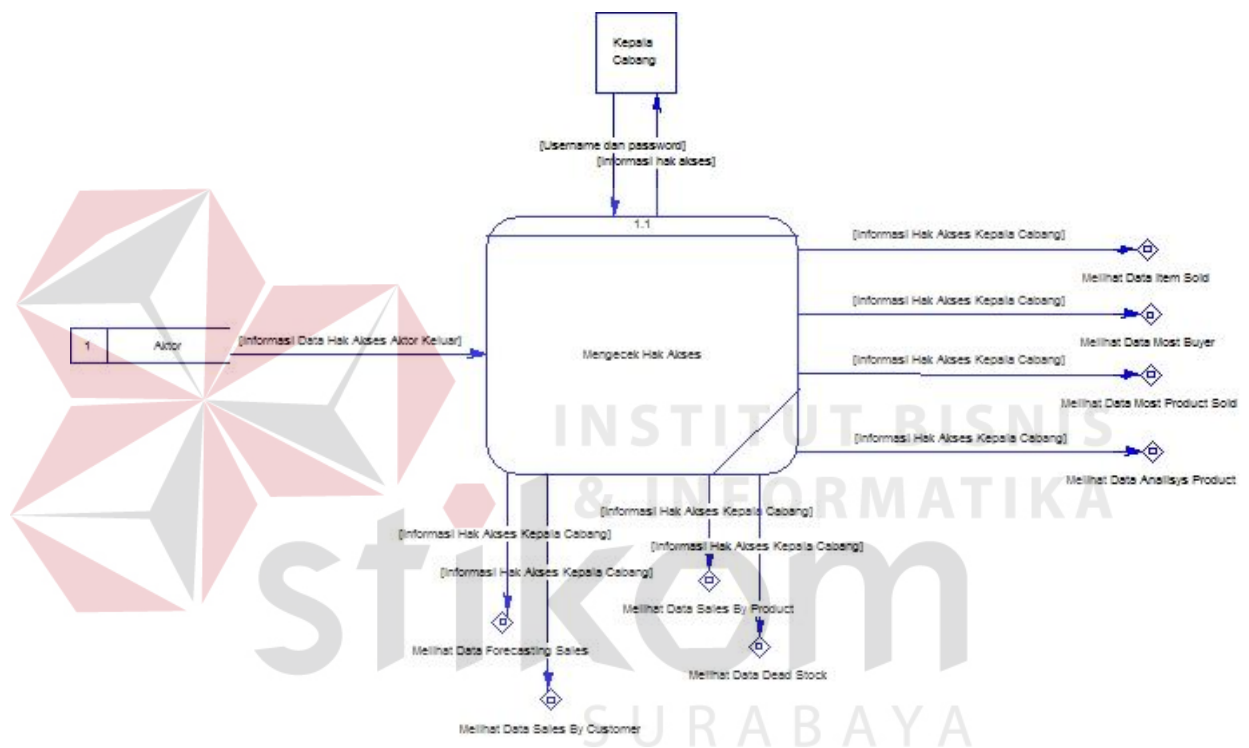 Kepala
Cabang
[Username dan password]
[Informasi hak akses]
1.1
[Informasi Hak Akses Kepala Cabang]
Melihat Data Item Sold
[Informasi Hak Akses Kepala Cabang]
Melihat Data Most Buyer
1
Aktor
[Informasi Data Hak Akses Aktor Keluar]
Mengecek Hak Akses
[Informasi Hak Akses Kepala Cabang]
Melihat Data Most Product Sold
INSTITUT BISNIS
[Informasi Hak Akses Kepala Cabang]
Melihat Data Analisys Product
& INFORMATIKA
[Informasi Hak Akses Kepala Cabang]
[Informasi Hak Akses Kepala Cabang]
[Informasi Hak Akses Kepala Cabang]
[Informasi Hak Akses Kepala Cabang]
stikom
Melihat Data Sales By Product
Melihat Data Forecasting Sales
Melihat Data Dead Stock
Melihat Data Sales By Customer
SURABAYA